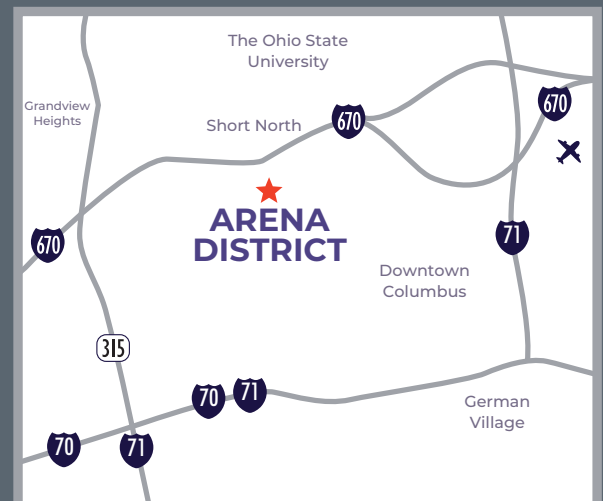 The Ohio State
University
Grandview
Heights
Short North
670
670
ARENA
DISTRICT
670
71
Downtown
Columbus
315
70
71
German
Village
70
71